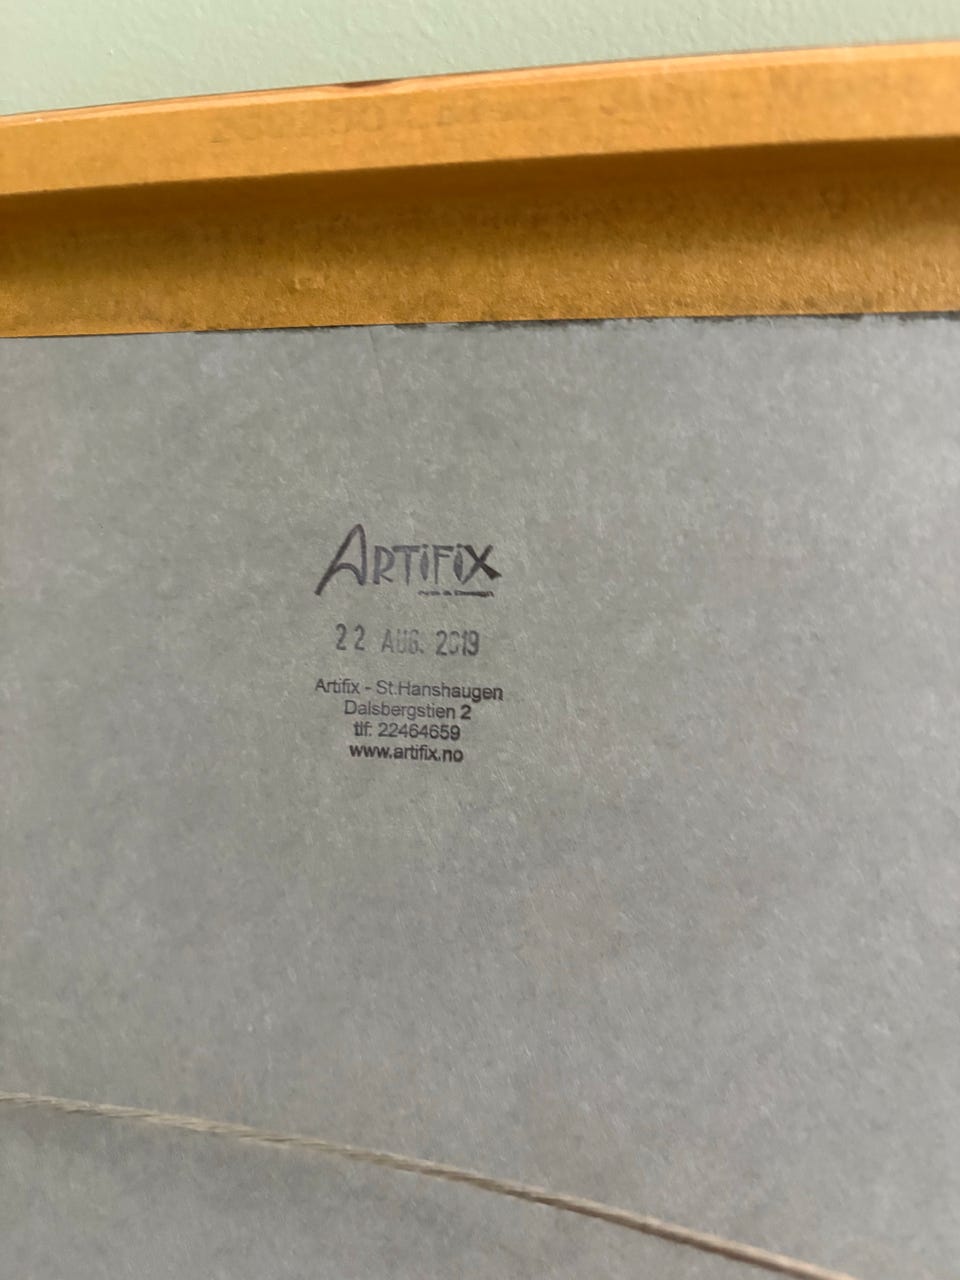 ARTiFiX
22 AUG. 2019
Artifix - St.Hanshaugen
Dalsbergstien 2
tlf: 22464659
www.artifix.no